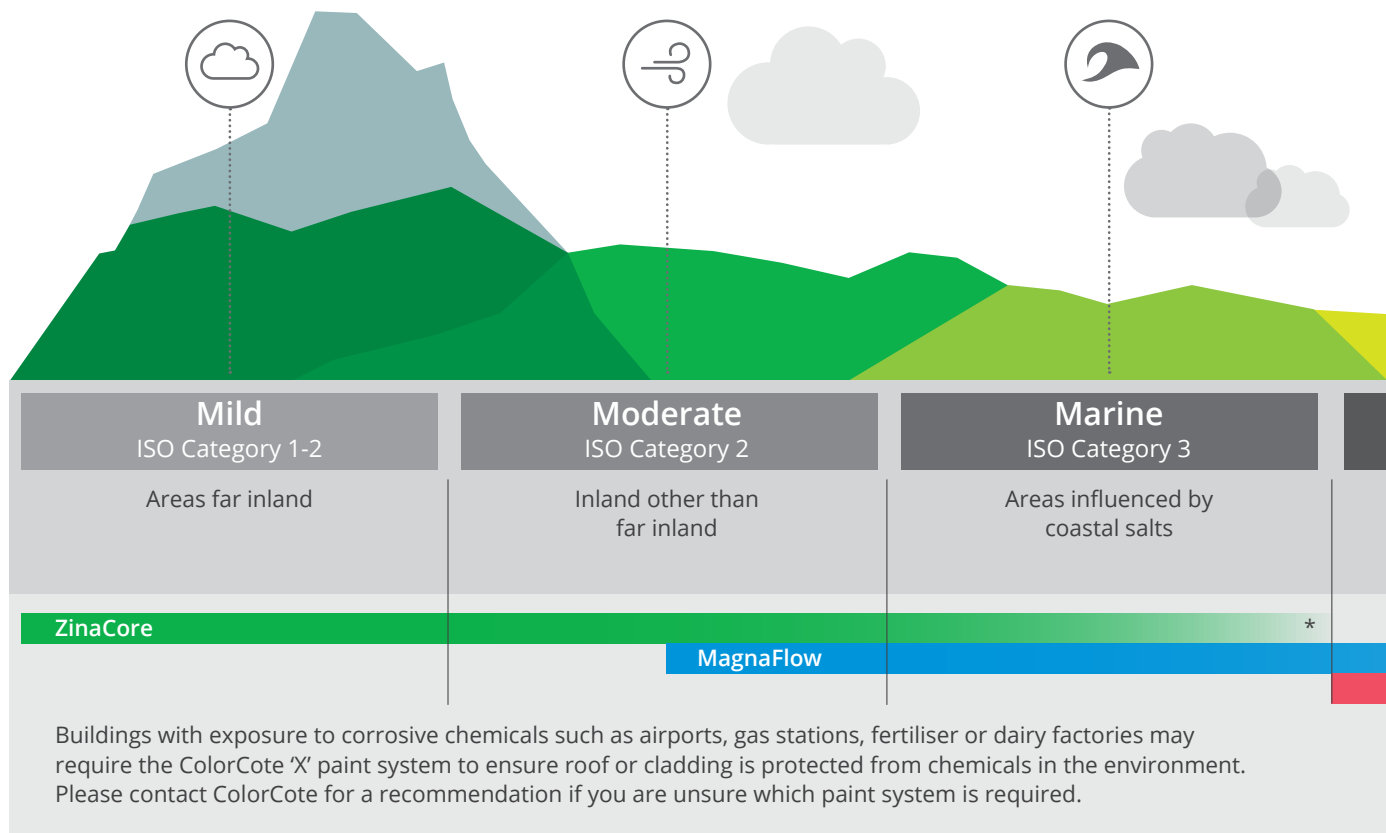 Mild
ISO Category 1-2
Moderate
ISO Category 2
Marine
ISO Category 3
Areas far inland
Inland other than
far inland
Areas influenced by
coastal salts
ZinaCore
*
MagnaFlow
Buildings with exposure to corrosive chemicals such as airports, gas stations, fertiliser or dairy factories may
require the ColorCote ‘X’ paint system to ensure roof or cladding is protected from chemicals in the environment.
Please contact ColorCote for a recommendation if you are unsure which paint system is required.